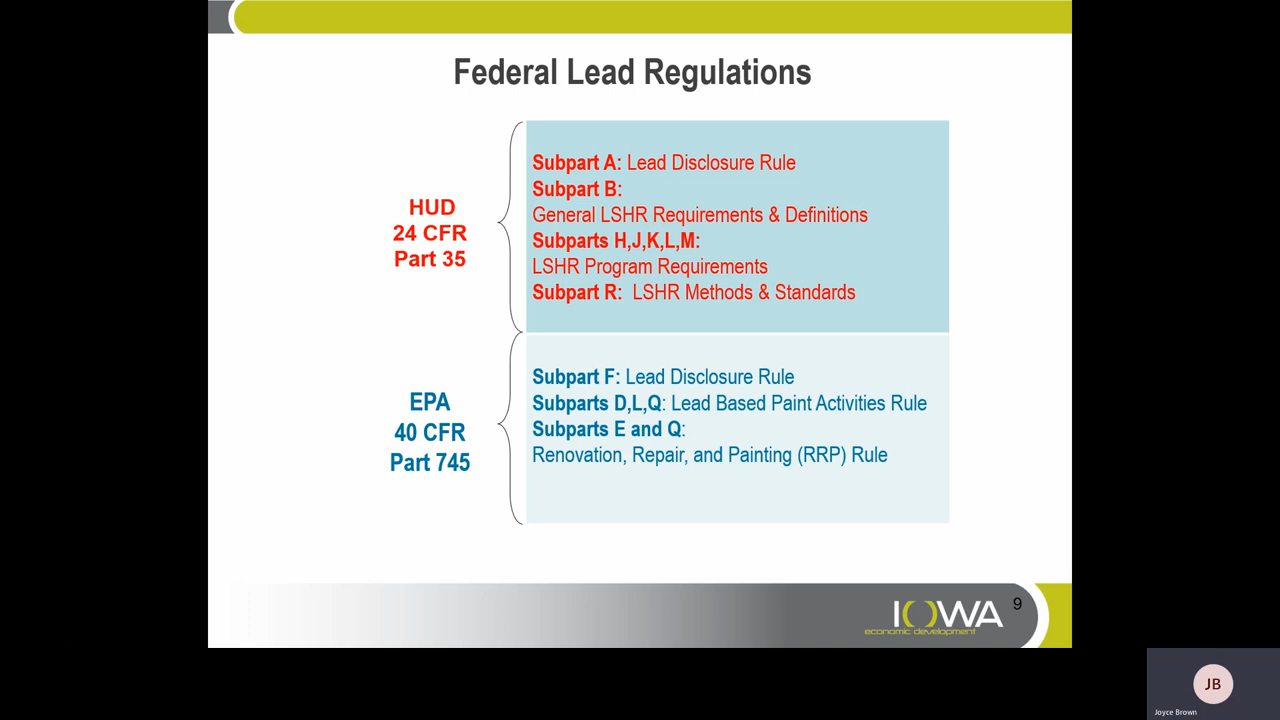 Federal Lead Regulations
HUD
24 CFR
Part 35
Subpart A: Lead Disclosure Rule
Subpart B:
General LSHR Requirements & Definitions
Subparts H,J,K,L,M:
LSHR Program Requirements
Subpart R: LSHR Methods & Standards
EPA
40 CFR
Part 745
Subpart F: Lead Disclosure Rule
Subparts D,L,Q: Lead Based Paint Activities Rule
Subparts E and Q:
Renovation, Repair, and Painting (RRP) Rule
IOWA
economic development
9
JB
Joyce Brown